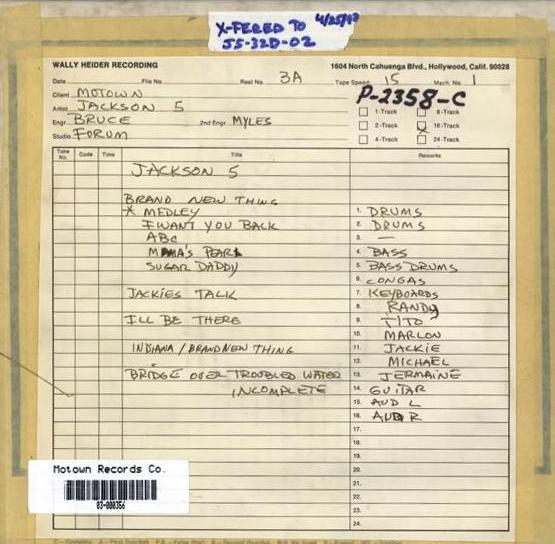 X-FERED TO 4/25/97
J5-32D-02
WALLY HEIDER RECORDING
1604 North Cahuenga Blvd., Hollywood, Calif. 90028
Date File No. Reel No. 3A Tape Speed 15 Mach. No. 1
Client MOTOWN
P-2358-C
Artist JACKSON 5
1-Track 8-Track
Engr. BRUCE 2nd Engr. MYLES
2-Track 16-Track
Studio FORUM
4-Track 24-Track
Take No. Code Time Title Remarks
JACKSON 5
BRAND NEW THING
* MEDLEY 1. DRUMS
I WANT YOU BACK 2. DRUMS
ABC 3. —
MAMA'S PEARL 4. BASS
SUGAR DADDY 5. BASS DRUMS
6. CONGAS
JACKIES TALK 7. KEYBOARDS
8. RANDY
I'LL BE THERE 9. TITO
10. MARLON
INDIANA / BRAND NEW THING 11. JACKIE
12. MICHAEL
BRIDGE OVER TROUBLED WATER 13. JERMAINE
INCOMPLETE 14. GUITAR
15. AUD L
16. AUD R
17.
18.
19.
20.
21.
22.
23.
24.
Motown Records Co.
03-000356